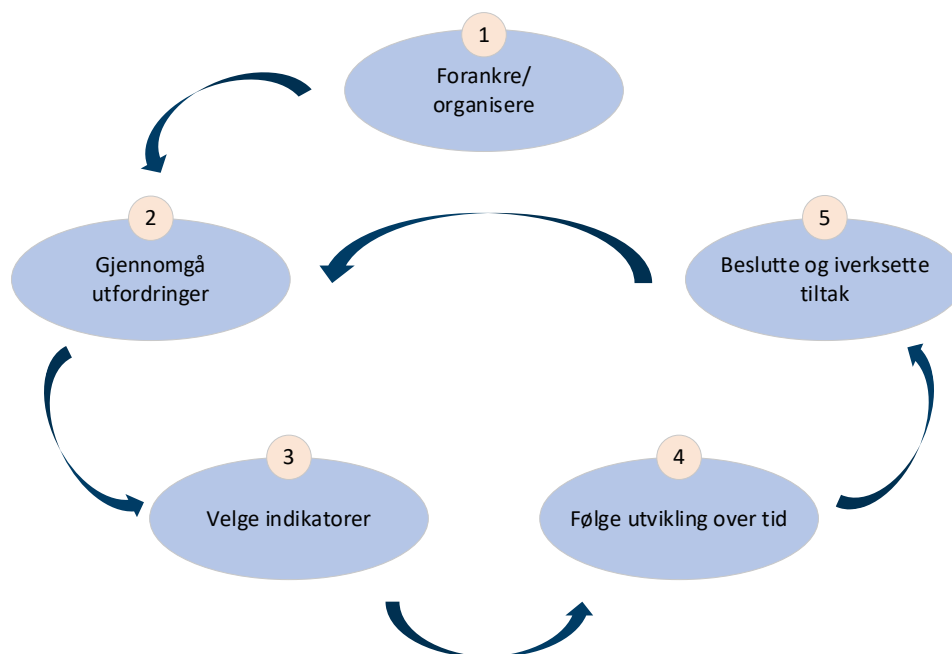 1
Forankre/
organisere
2
Gjennomgå
utfordringer
3
Velge indikatorer
4
Følge utvikling over tid
5
Beslutte og iverksette
tiltak